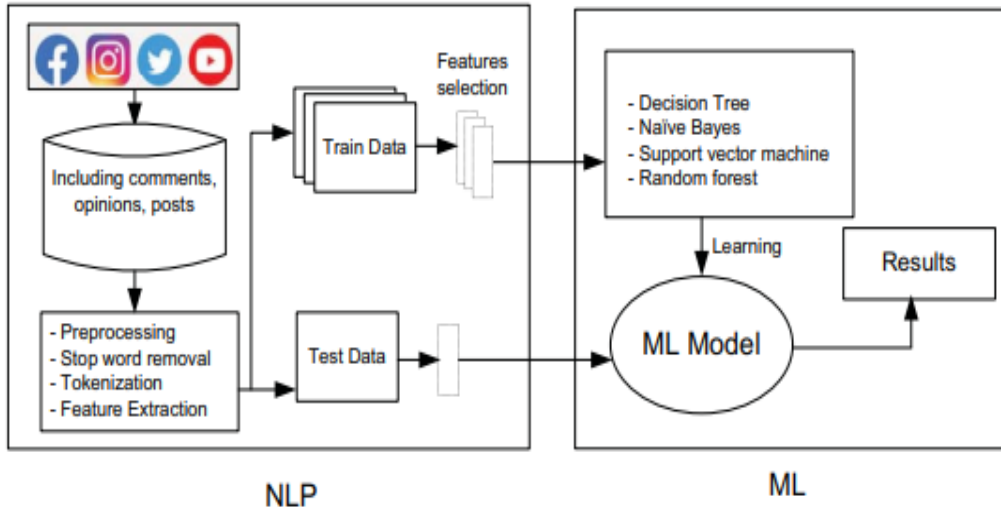 Including comments,
opinions, posts
- Preprocessing
- Stop word removal
- Tokenization
- Feature Extraction
Train Data
Features
selection
Test Data
NLP
- Decision Tree
- Naïve Bayes
- Support vector machine
- Random forest
Learning
ML Model
Results
ML